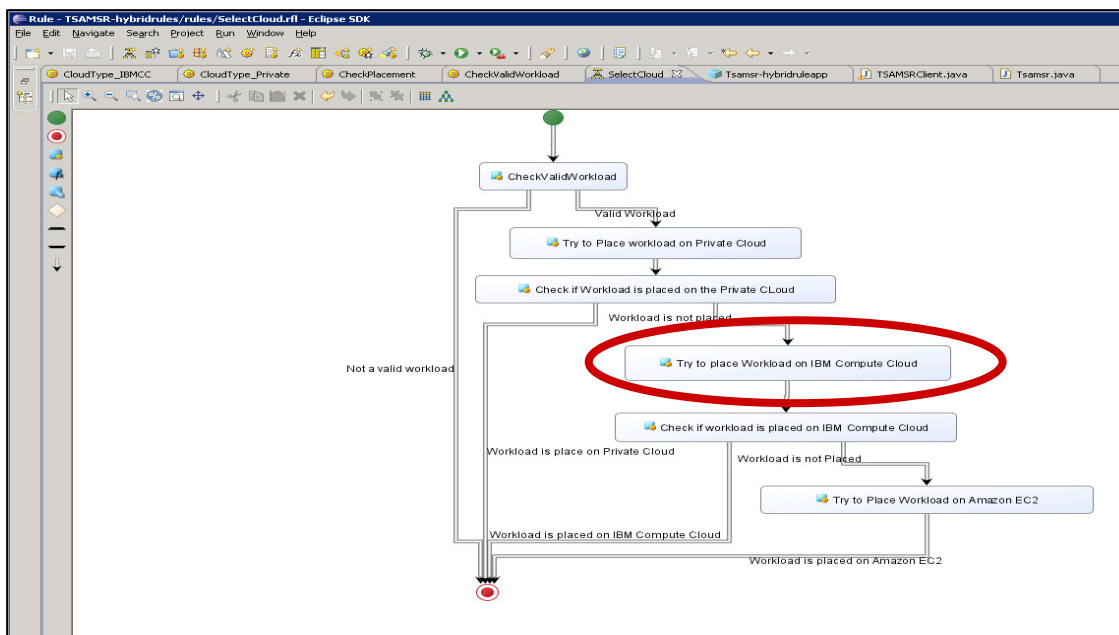 Rule - TSAMSR-hybridrules/rules/SelectCloud.rfl - Eclipse SDK
File Edit Navigate Search Project Run Window Help
CloudType_IBMCC CloudType_Private CheckPlacement CheckValidWorkload SelectCloud Tsamsr-hybridruleapp TSAMSRClient.java Tsamsr.java
CheckValidWorkload
Valid Workload
Try to Place workload on Private Cloud
Check if Workload is placed on the Private CLoud
Workload is not placed
Try to place Workload on IBM Compute Cloud
Not a valid workload
Check if workload is placed on IBM Compute Cloud
Workload is place on Private Cloud
Workload is not Placed
Try to Place Workload on Amazon EC2
Workload is placed on IBM Compute Cloud
Workload is placed on Amazon EC2